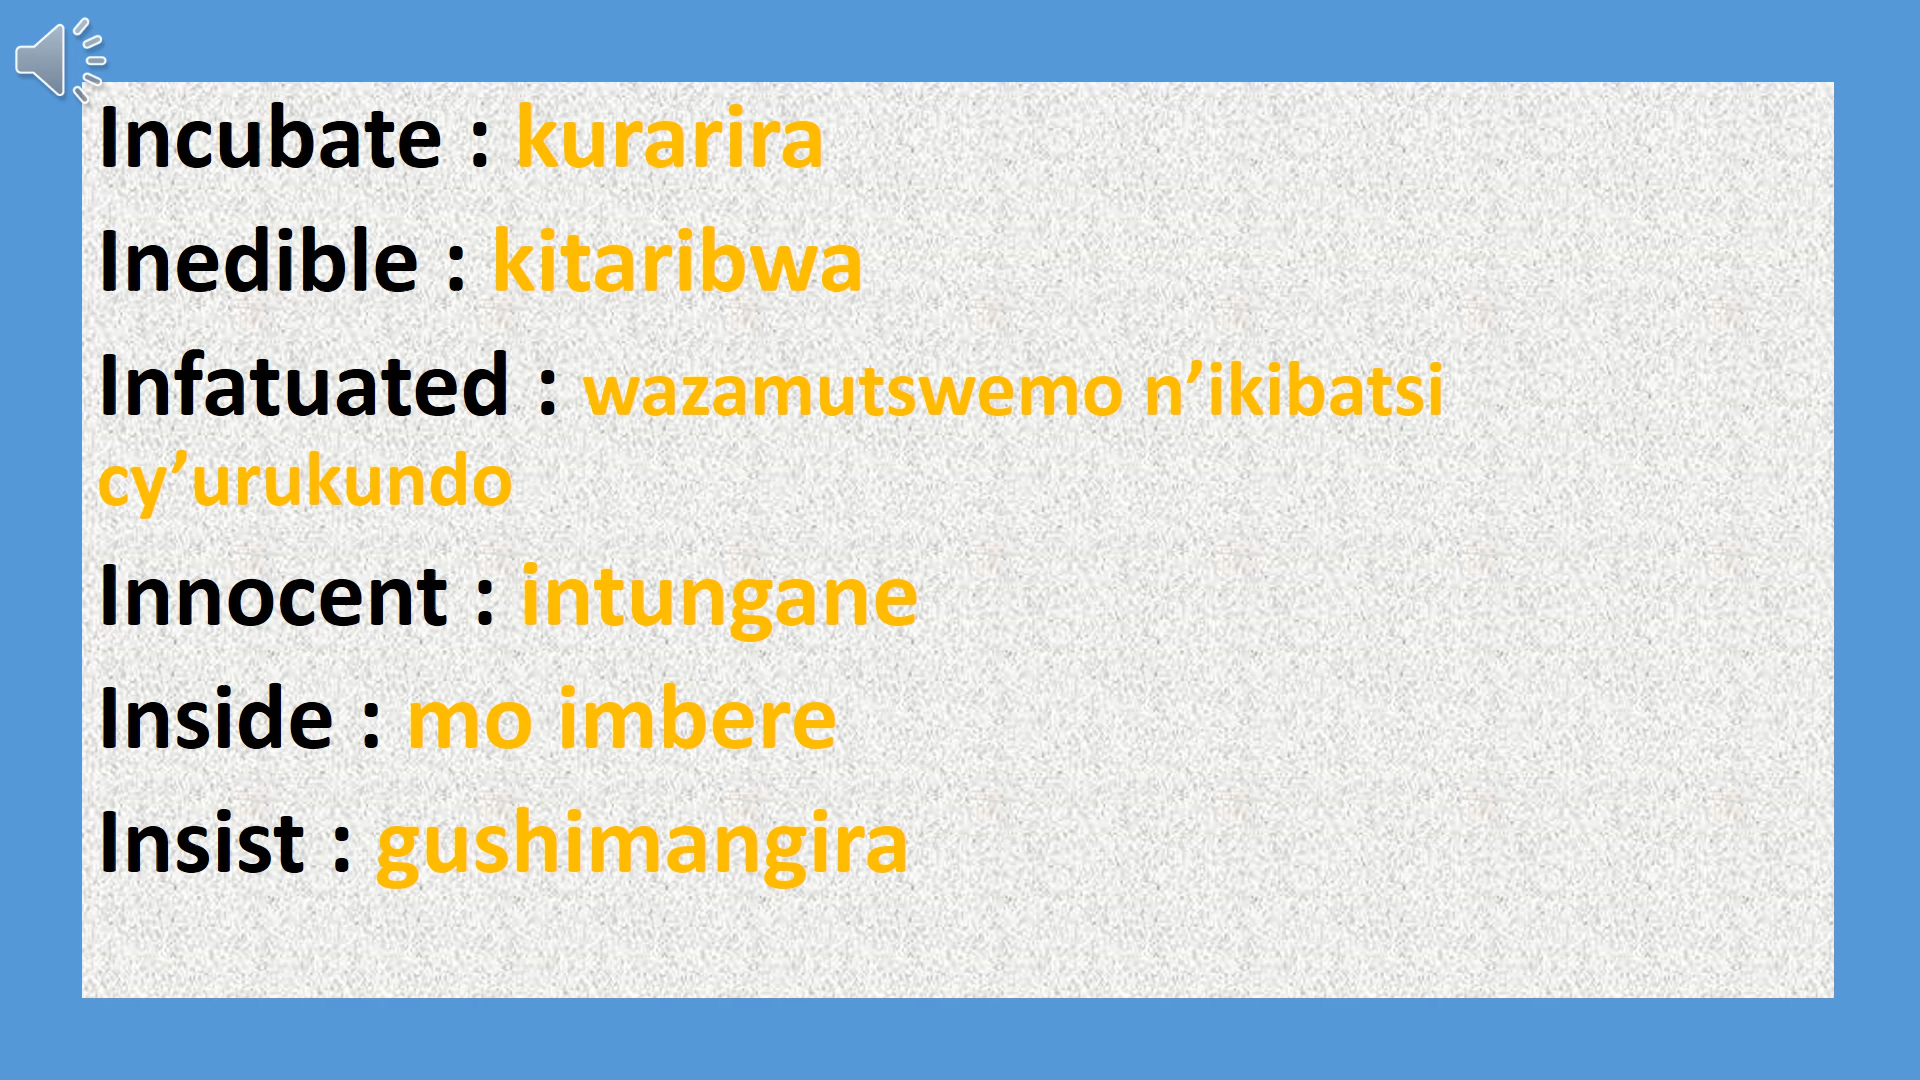 Incubate : kurarira
Inedible : kitaribwa
Infatuated : wazamutswemo n’ikibatsi
cy’urukundo
Innocent : intungane
Inside : mo imbere
Insist : gushimangira